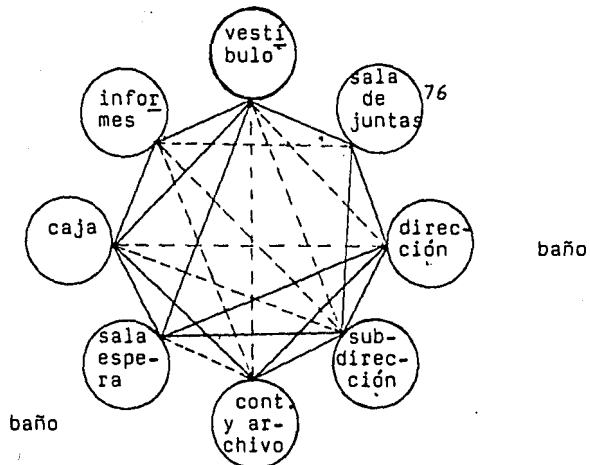 vestí
bulo
sala
de
juntas
76
infor
mes
caja
direc-
ción
baño
sala
espe-
ra
sub-
direc-
ción
cont.
y ar-
chivo
baño